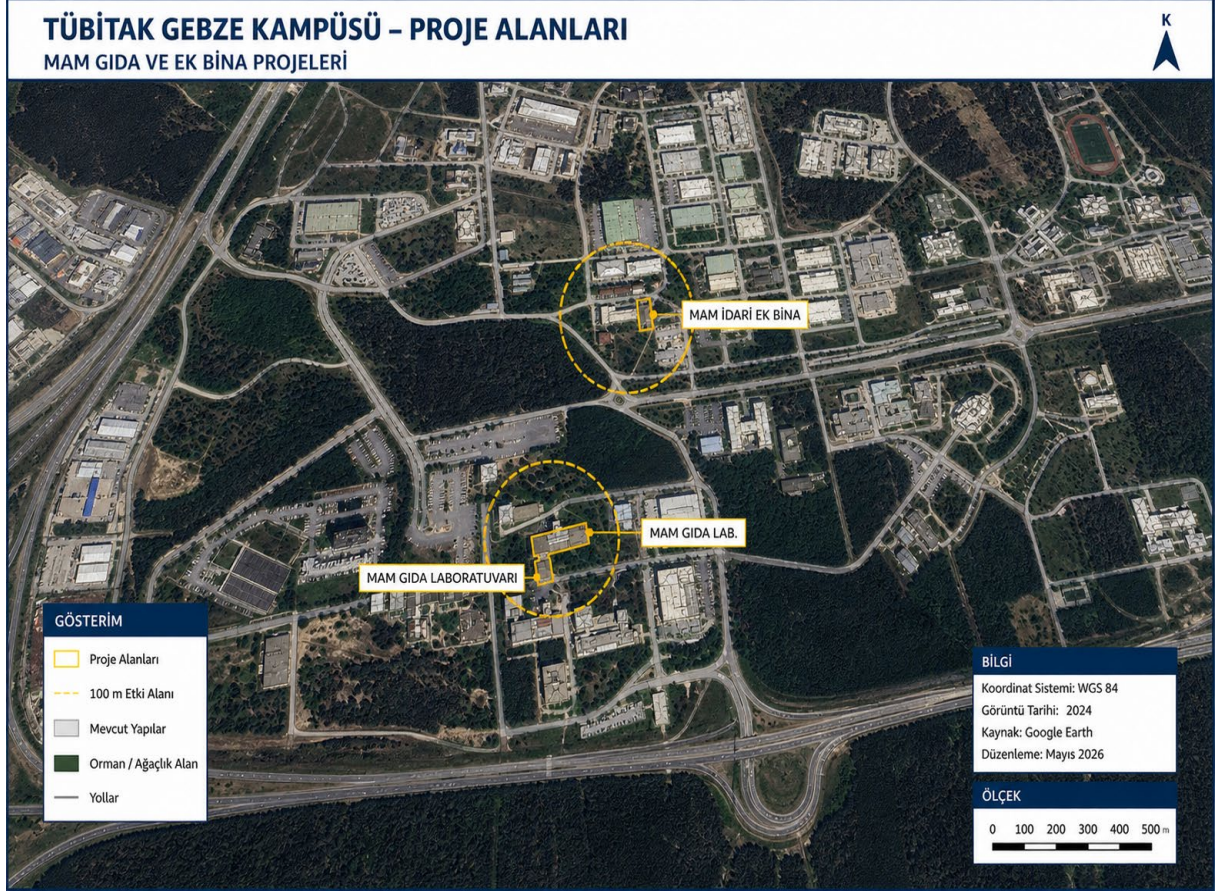 TÜBİTAK GEBZE KAMPÜSÜ – PROJE ALANLARI
MAM GIDA VE EK BİNA PROJELERİ
K
MAM İDARİ EK BİNA
MAM GIDA LAB.
MAM GIDA LABORATUVARI
GÖSTERİM
Proje Alanları
100 m Etki Alanı
Mevcut Yapılar
Orman / Ağaçlık Alan
Yollar
BİLGİ
Koordinat Sistemi: WGS 84
Görüntü Tarihi: 2024
Kaynak: Google Earth
Düzenleme: Mayıs 2026
ÖLÇEK
0 100 200 300 400 500 m